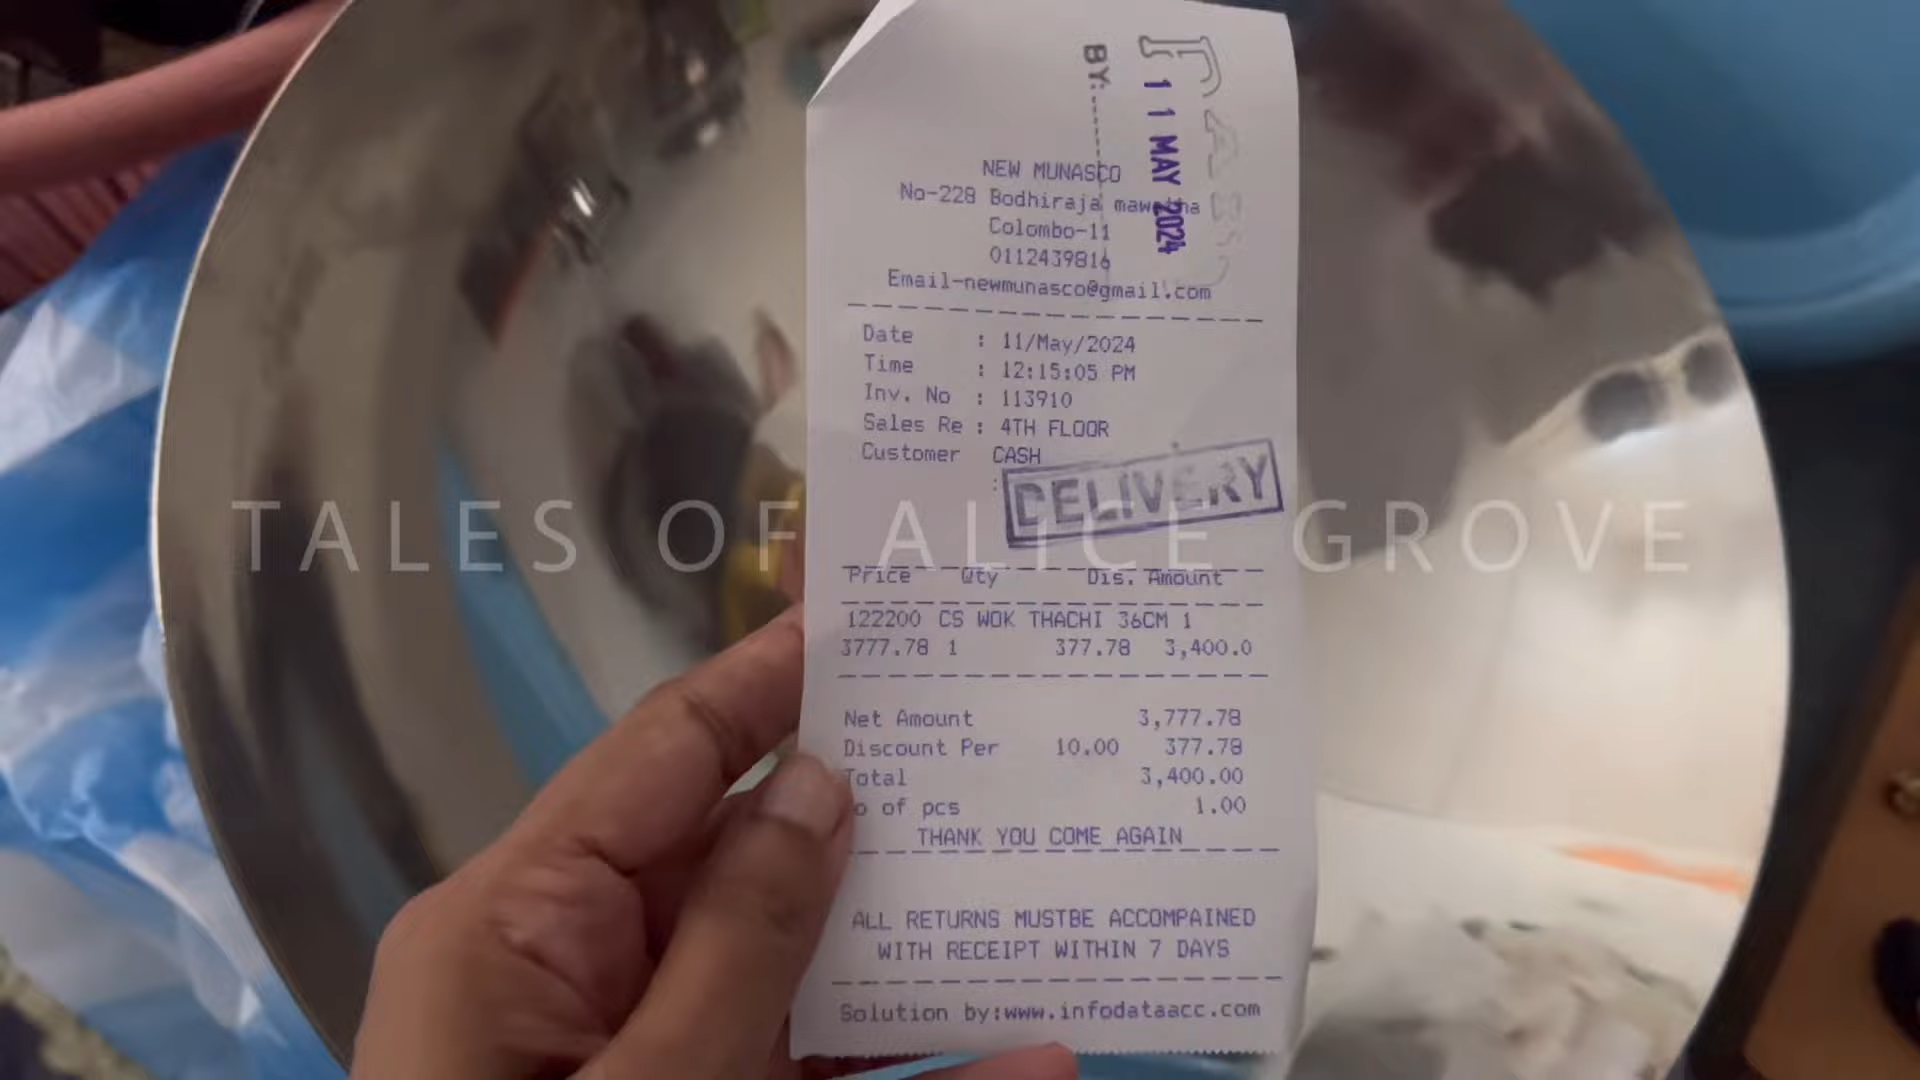 BY:
11 MAY 2024
NEW MUNASCO
No-228 Bodhiraja mawatha
Colombo-11
0112439816
Email-newmunasco@gmail.com
Date : 11/May/2024
Time : 12:15:05 PM
Inv. No : 113910
Sales Re : 4TH FLOOR
Customer CASH
:
DELIVERY
TALES OF ALICE GROVE
Price Qty Dis. Amount
122200 CS WOK THACHI 36CM 1
3777.78 1 377.78 3,400.0
Net Amount 3,777.78
Discount Per 10.00 377.78
Total 3,400.00
o of pcs 1.00
THANK YOU COME AGAIN
ALL RETURNS MUSTBE ACCOMPAINED
WITH RECEIPT WITHIN 7 DAYS
Solution by:www.infodataacc.com